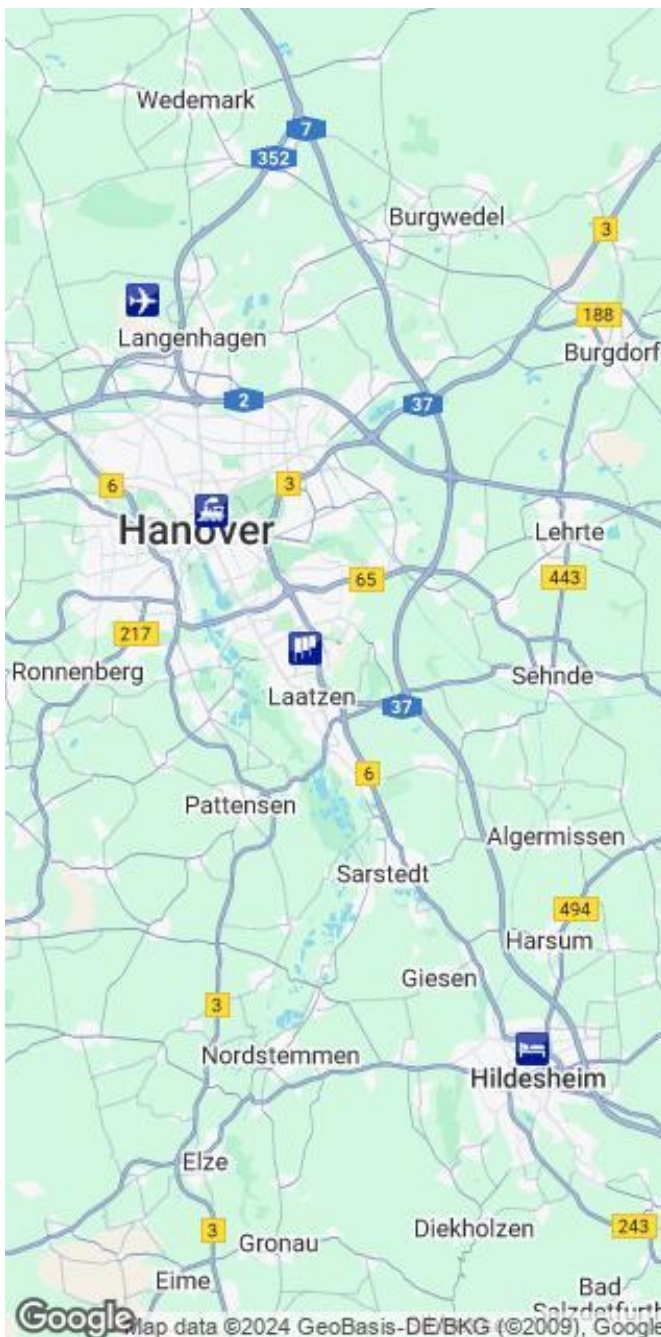 Wedemark
7
352
Burgwedel
3
188
Langenhagen
Burgdorf
2
37
6
3
Hanover
Lehrte
65
443
217
Ronnenberg
Sehnde
Laatzen
37
6
Pattensen
Algermissen
Sarstedt
494
Harsum
Giesen
3
Nordstemmen
Hildesheim
Elze
3
Gronau
Diekholzen
243
Eime
Bad
Salzdetfurth
Google
Map data ©2024 GeoBasis-DE/BKG (©2009), Google